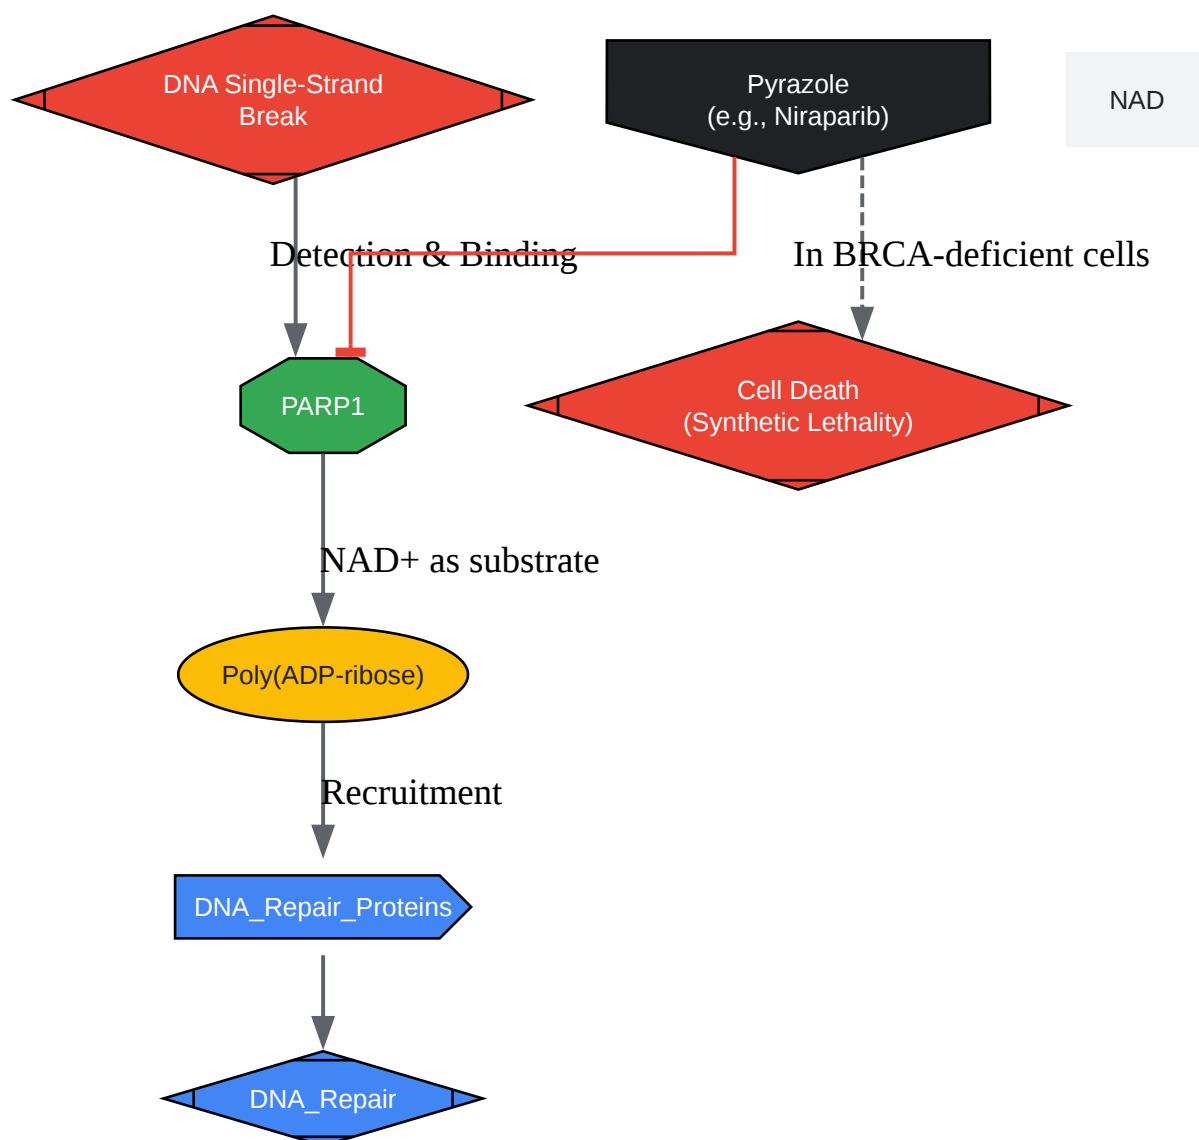 DNA Single-Strand
Break
Pyrazole
(e.g., Niraparib)
NAD
Detection & Binding
In BRCA-deficient cells
PARP1
Cell Death
(Synthetic Lethality)
NAD+ as substrate
Poly(ADP-ribose)
Recruitment
DNA_Repair_Proteins
DNA_Repair